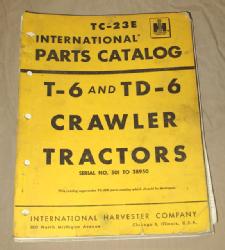 TC-23E
INTERNATIONAL
PARTS CATALOG
T-6 AND TD-6
CRAWLER
TRACTORS
SERIAL NO. 501 TO 38950
INTERNATIONAL HARVESTER COMPANY
180 North Michigan Avenue Chicago 1, Illinois, U.S.A.